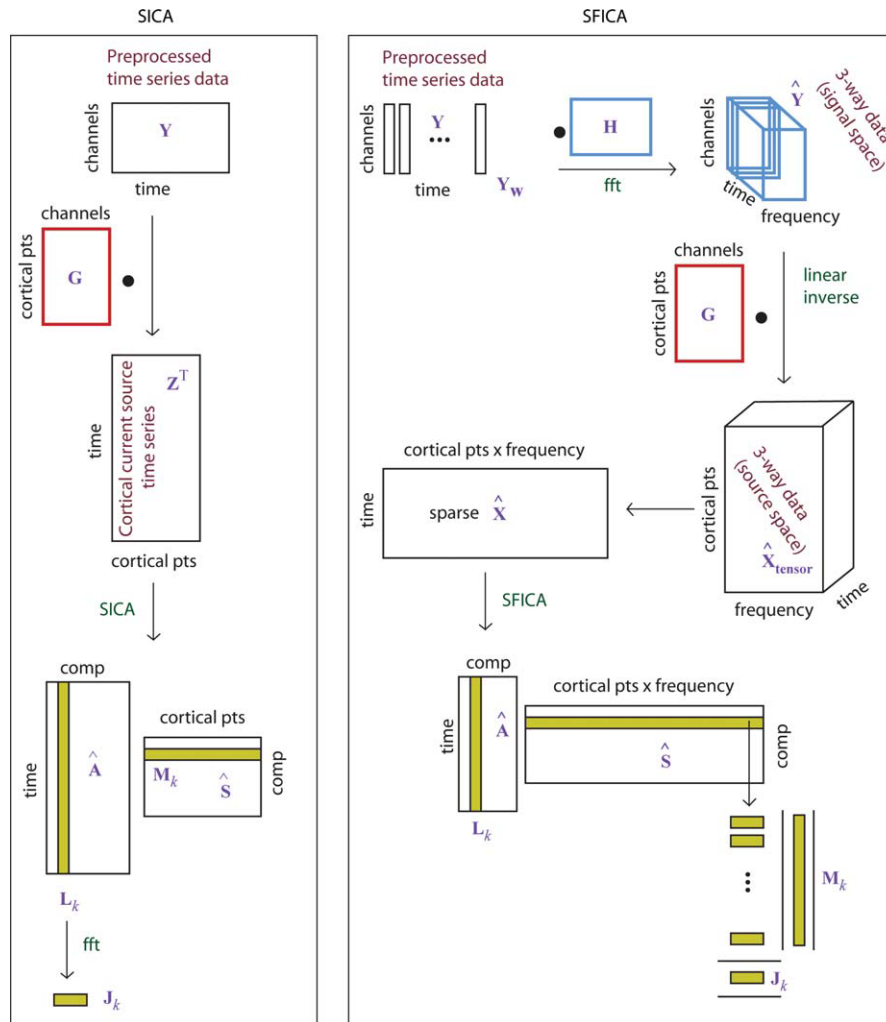 SICA
Preprocessed
time series data
channels
Y
time
channels
cortical pts
G
time
Cortical current source
time series
Z^T
cortical pts
SICA
comp
time
Â
cortical pts
M_k
Ŝ
comp
L_k
fft
J_k
SFICA
Preprocessed
time series data
channels
Y
...
time
Y_w
H
fft
channels
Ŷ
3-way data
(signal space)
time
frequency
channels
cortical pts
G
linear
inverse
cortical pts
3-way data
(source space)
X̂_tensor
frequency
time
cortical pts x frequency
time
sparse X̂
SFICA
comp
time
Â
L_k
cortical pts x frequency
Ŝ
comp
...
M_k
J_k